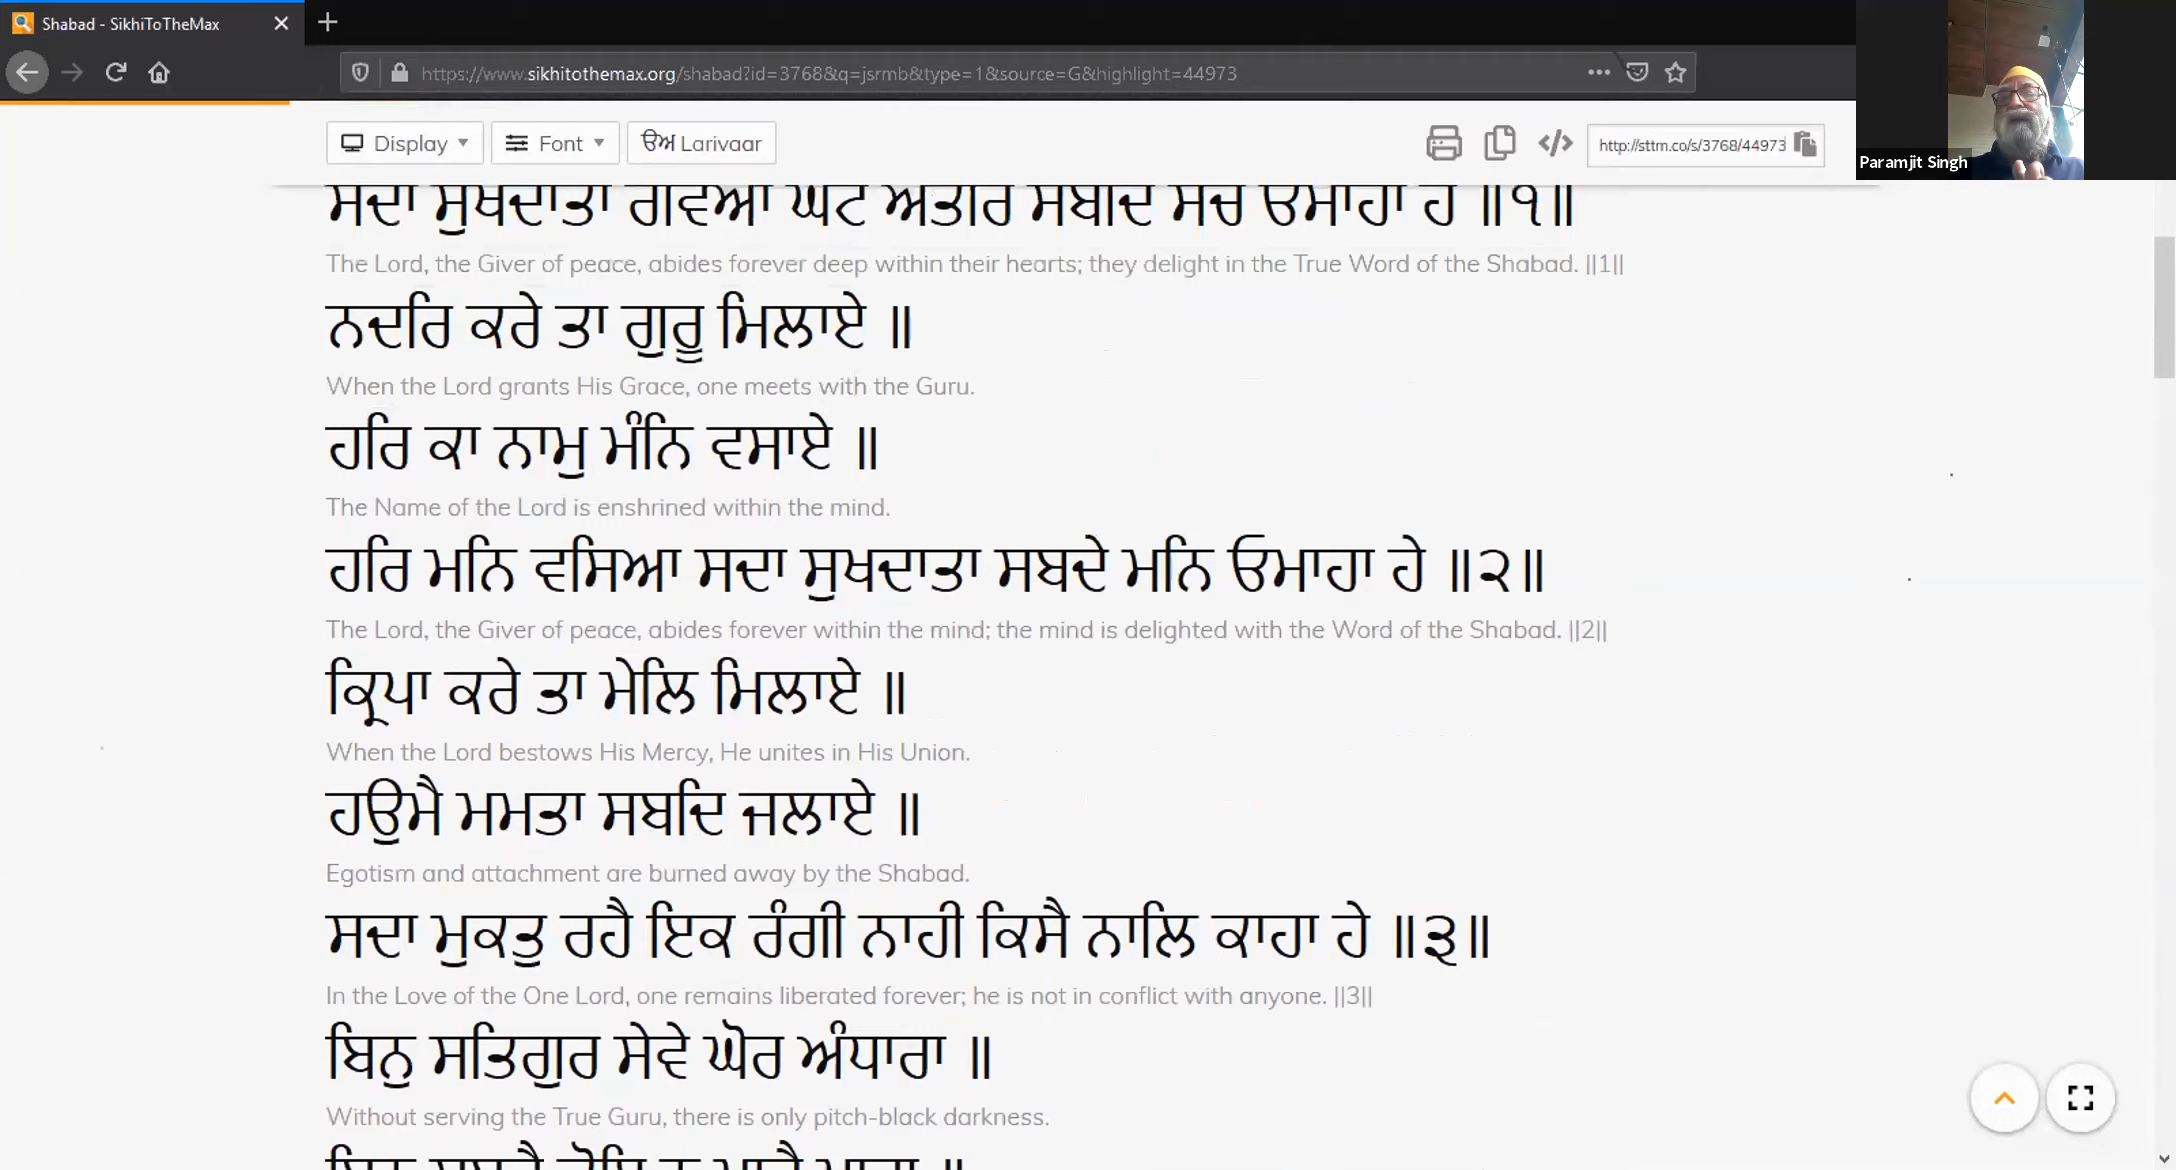 Shabad - SikhiToTheMax
https://www.sikhitothemax.org/shabad?id=3768&q=jsrmb&type=1&source=G&highlight=44973
Display Font ੳਅ Larivaar http://sttm.co/s/3768/44973
Paramjit Singh
ਸਦਾ ਸੁਖਦਾਤਾ ਰਵਿਆ ਘਟ ਅੰਤਰਿ ਸਬਦਿ ਸਚੈ ਓਮਾਹਾ ਹੇ ॥੧॥
The Lord, the Giver of peace, abides forever deep within their hearts; they delight in the True Word of the Shabad. ||1||
ਨਦਰਿ ਕਰੇ ਤਾ ਗੁਰੂ ਮਿਲਾਏ ॥
When the Lord grants His Grace, one meets with the Guru.
ਹਰਿ ਕਾ ਨਾਮੁ ਮੰਨਿ ਵਸਾਏ ॥
The Name of the Lord is enshrined within the mind.
ਹਰਿ ਮਨਿ ਵਸਿਆ ਸਦਾ ਸੁਖਦਾਤਾ ਸਬਦੇ ਮਨਿ ਓਮਾਹਾ ਹੇ ॥੨॥
The Lord, the Giver of peace, abides forever within the mind; the mind is delighted with the Word of the Shabad. ||2||
ਕ੍ਰਿਪਾ ਕਰੇ ਤਾ ਮੇਲਿ ਮਿਲਾਏ ॥
When the Lord bestows His Mercy, He unites in His Union.
ਹਉਮੈ ਮਮਤਾ ਸਬਦਿ ਜਲਾਏ ॥
Egotism and attachment are burned away by the Shabad.
ਸਦਾ ਮੁਕਤੁ ਰਹੈ ਇਕ ਰੰਗੀ ਨਾਹੀ ਕਿਸੈ ਨਾਲਿ ਕਾਹਾ ਹੇ ॥੩॥
In the Love of the One Lord, one remains liberated forever; he is not in conflict with anyone. ||3||
ਬਿਨੁ ਸਤਿਗੁਰ ਸੇਵੇ ਘੋਰ ਅੰਧਾਰਾ ॥
Without serving the True Guru, there is only pitch-black darkness.